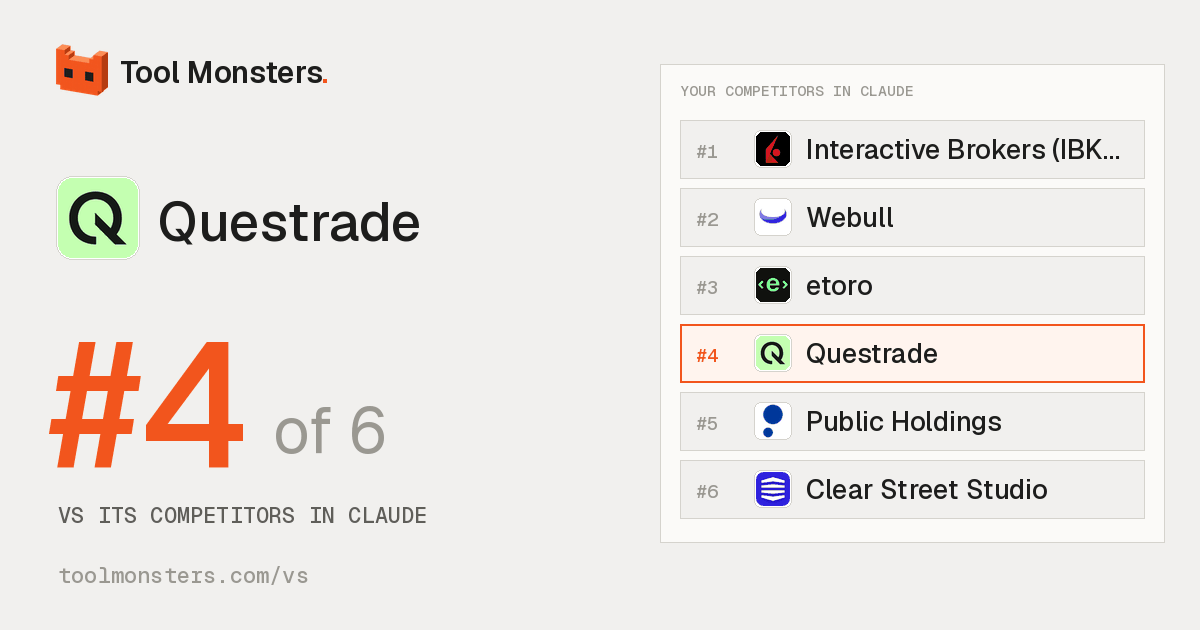 Tool Monsters.
Questrade
#4 of 6
VS ITS COMPETITORS IN CLAUDE
toolmonsters.com/vs
YOUR COMPETITORS IN CLAUDE
#1 Interactive Brokers (IBK...
#2 Webull
#3 <e> etoro
#4 Questrade
#5 Public Holdings
#6 Clear Street Studio